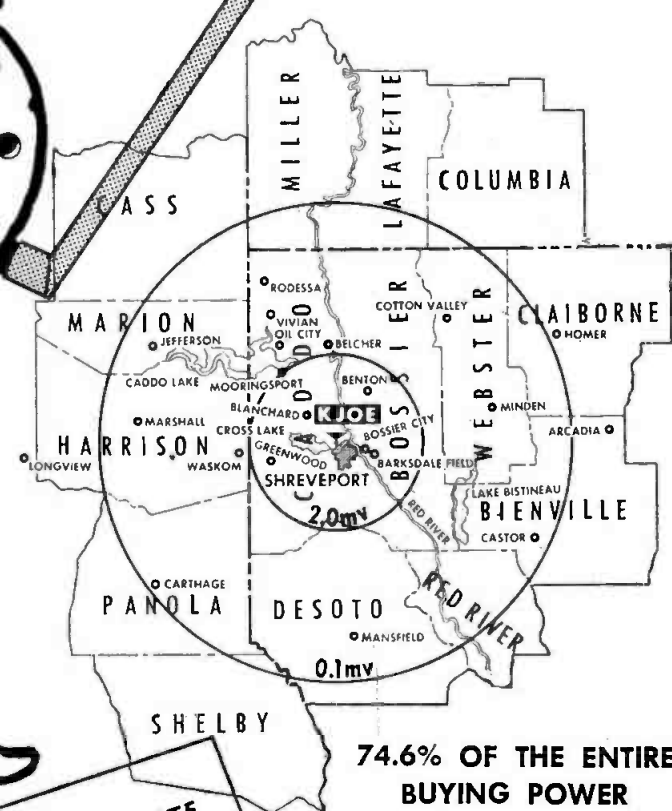 MILLER
LAFAYETTE
COLUMBIA
CASS
RODESSA
CADDO
BOSSIER
COTTON VALLEY
WEBSTER
CLAIBORNE
HOMER
MARION
VIVIAN
OIL CITY
JEFFERSON
BELCHER
CADDO LAKE
MOORINGSPORT
BENTON
BLANCHARD
KJOE
MINDEN
MARSHALL
CROSS LAKE
BOSSIER CITY
ARCADIA
HARRISON
GREENWOOD
BARKSDALE FIELD
LONGVIEW
WASKOM
SHREVEPORT
LAKE BISTINEAU
2.0mv
RED RIVER
BIENVILLE
CASTOR
CARTHAGE
PANOLA
DESOTO
RED RIVER
MANSFIELD
0.1mv
SHELBY
74.6% OF THE ENTIRE
BUYING POWER